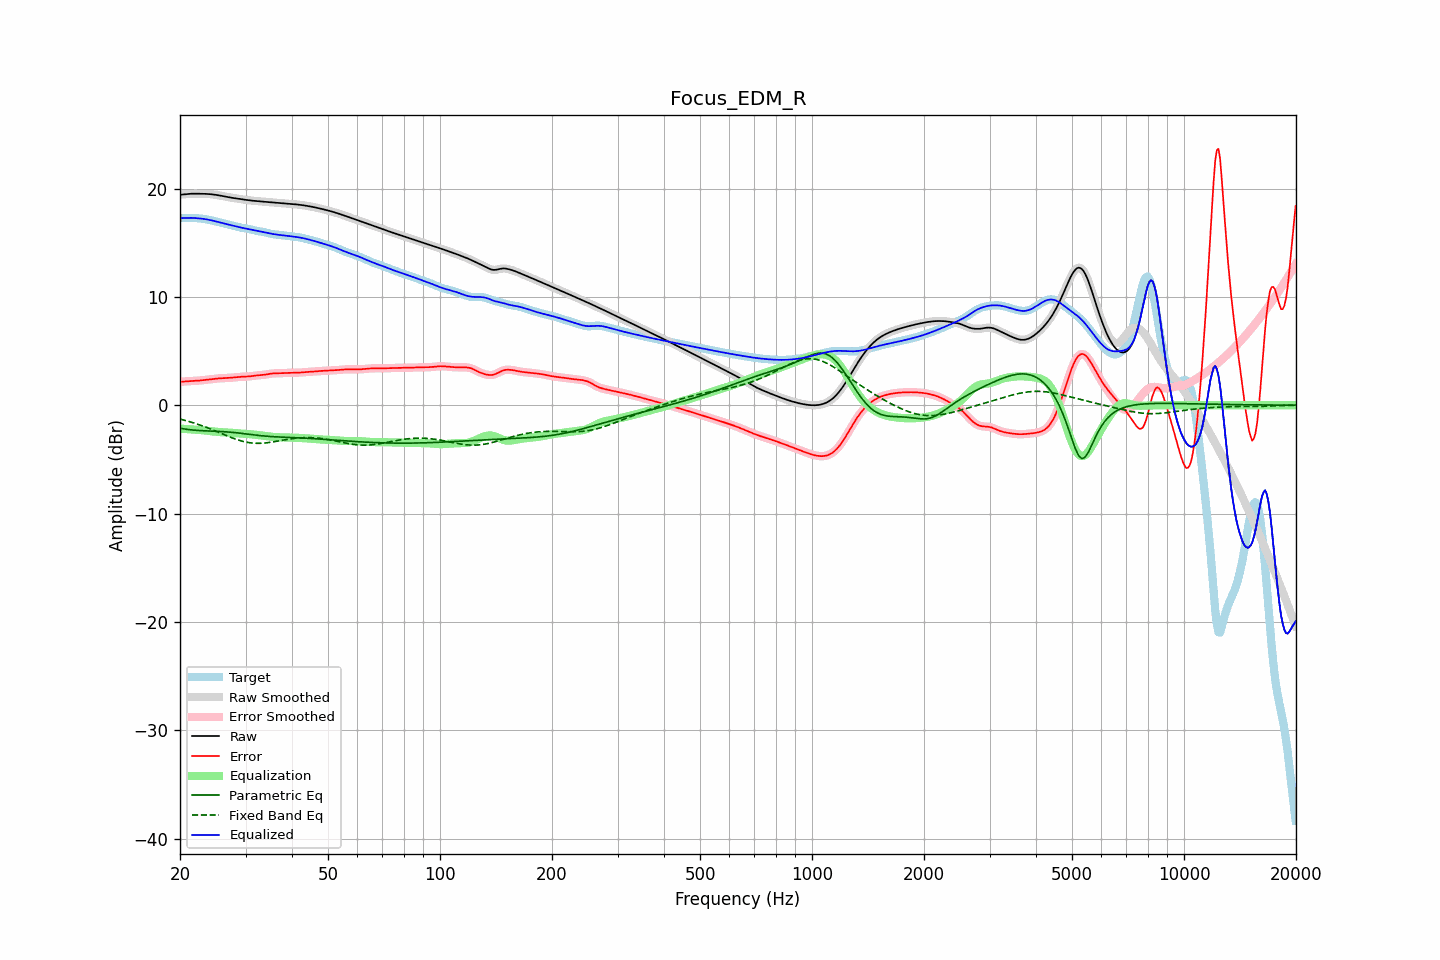 Focus_EDM_R
20
10
0
−10
−20
−30
−40
Amplitude (dBr)
Target
Raw Smoothed
Error Smoothed
Raw
Error
Equalization
Parametric Eq
Fixed Band Eq
Equalized
20
50
100
200
500
1000
2000
5000
10000
20000
Frequency (Hz)